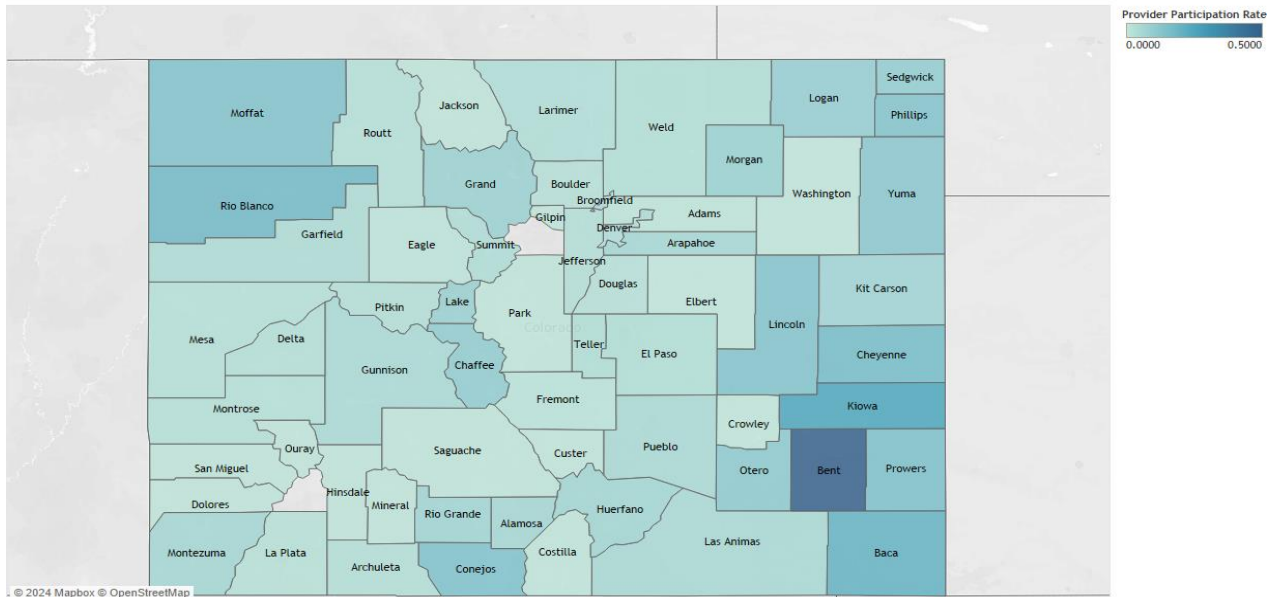 Provider Participation Rate
0.0000 0.5000
Sedgwick
Jackson
Larimer
Logan
Moffat
Phillips
Weld
Routt
Morgan
Grand
Boulder
Washington
Yuma
Broomfield
Rio Blanco
Gilpin
Adams
Denver
Garfield
Eagle
Summit
Arapahoe
Jefferson
Douglas
Kit Carson
Elbert
Lake
Pitkin
Park
Colorado
Lincoln
Mesa
Delta
Teller
El Paso
Cheyenne
Chaffee
Gunnison
Fremont
Kiowa
Montrose
Crowley
Ouray
Saguache
Custer
Pueblo
San Miguel
Otero
Bent
Prowers
Hinsdale
Dolores
Mineral
Rio Grande
Alamosa
Huerfano
Las Animas
Montezuma
La Plata
Costilla
Baca
Archuleta
Conejos
© 2024 Mapbox © OpenStreetMap